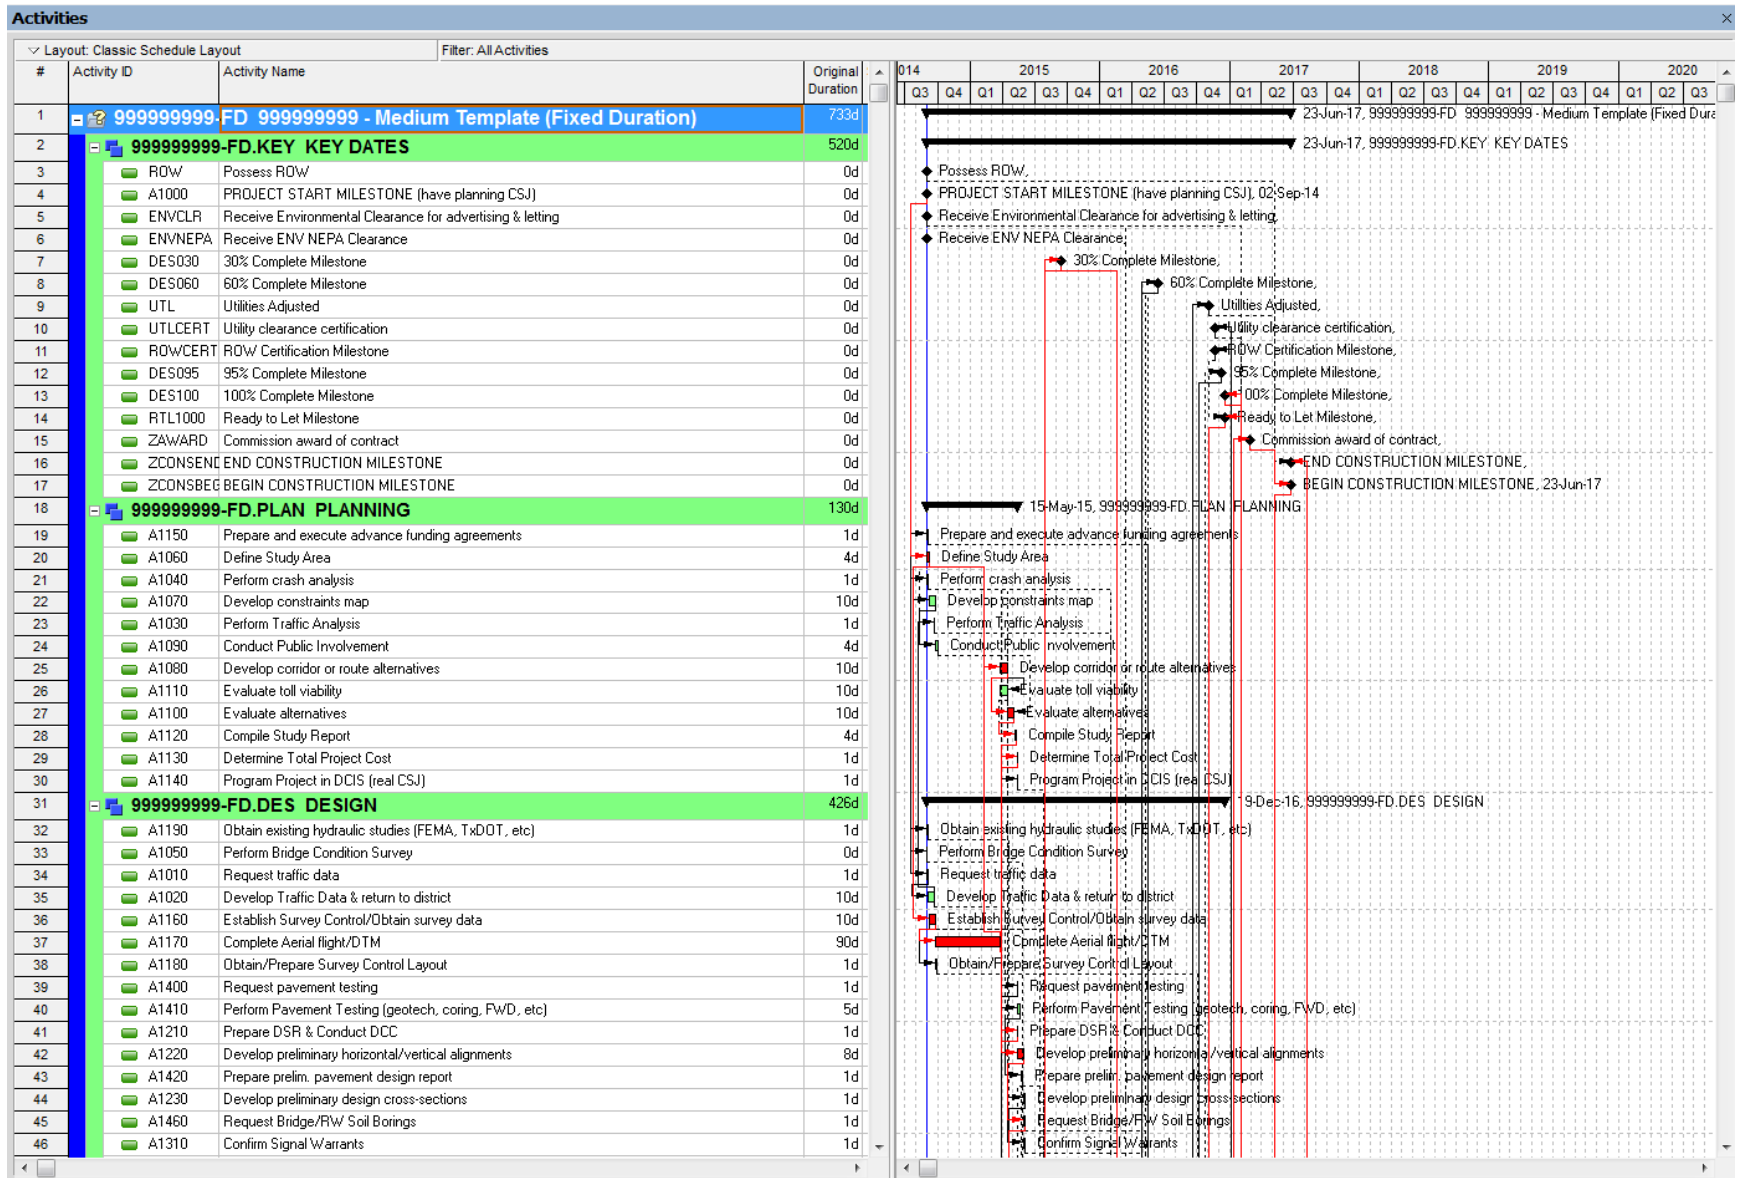 Activities
Layout: Classic Schedule Layout Filter: All Activities
# Activity ID Activity Name Original Duration
014 2015 2016 2017 2018 2019 2020
Q3 Q4 Q1 Q2 Q3 Q4 Q1 Q2 Q3 Q4 Q1 Q2 Q3 Q4 Q1 Q2 Q3 Q4 Q1 Q2 Q3 Q4 Q1 Q2 Q3
1 999999999-FD 999999999 - Medium Template (Fixed Duration) 733d 23-Jun-17, 999999999-FD 999999999 - Medium Template (Fixed Dura
2 999999999-FD.KEY KEY DATES 520d 23-Jun-17, 999999999-FD.KEY KEY DATES
3 ROW Possess ROW 0d Possess ROW,
4 A1000 PROJECT START MILESTONE (have planning CSJ) 0d PROJECT START MILESTONE (have planning CSJ), 02-Sep-14
5 ENVCLR Receive Environmental Clearance for advertising & letting 0d Receive Environmental Clearance for advertising & letting,
6 ENVNEPA Receive ENV NEPA Clearance 0d Receive ENV NEPA Clearance,
7 DES030 30% Complete Milestone 0d 30% Complete Milestone,
8 DES060 60% Complete Milestone 0d 60% Complete Milestone,
9 UTL Utilities Adjusted 0d Utilities Adjusted,
10 UTLCERT Utility clearance certification 0d Utility clearance certification,
11 ROWCERT ROW Certification Milestone 0d ROW Certification Milestone,
12 DES095 95% Complete Milestone 0d 95% Complete Milestone,
13 DES100 100% Complete Milestone 0d 100% Complete Milestone,
14 RTL1000 Ready to Let Milestone 0d Ready to Let Milestone,
15 ZAWARD Commission award of contract 0d Commission award of contract,
16 ZCONSEND END CONSTRUCTION MILESTONE 0d END CONSTRUCTION MILESTONE,
17 ZCONSBEG BEGIN CONSTRUCTION MILESTONE 0d BEGIN CONSTRUCTION MILESTONE, 23-Jun-17
18 999999999-FD.PLAN PLANNING 130d 15-May-15, 999999999-FD.PLAN PLANNING
19 A1150 Prepare and execute advance funding agreements 1d Prepare and execute advance funding agreements
20 A1060 Define Study Area 4d Define Study Area
21 A1040 Perform crash analysis 1d Perform crash analysis
22 A1070 Develop constraints map 10d Develop constraints map
23 A1030 Perform Traffic Analysis 1d Perform Traffic Analysis
24 A1090 Conduct Public Involvement 4d Conduct Public Involvement
25 A1080 Develop corridor or route alternatives 10d Develop corridor or route alternatives
26 A1110 Evaluate toll viability 10d Evaluate toll viability
27 A1100 Evaluate alternatives 10d Evaluate alternatives
28 A1120 Compile Study Report 4d Compile Study Report
29 A1130 Determine Total Project Cost 1d Determine Total Project Cost
30 A1140 Program Project in DCIS (real CSJ) 1d Program Project in DCIS (real CSJ)
31 999999999-FD.DES DESIGN 426d 19-Dec-16, 999999999-FD.DES DESIGN
32 A1190 Obtain existing hydraulic studies (FEMA, TxDOT, etc) 1d Obtain existing hydraulic studies (FEMA, TxDOT, etc)
33 A1050 Perform Bridge Condition Survey 0d Perform Bridge Condition Survey
34 A1010 Request traffic data 1d Request traffic data
35 A1020 Develop Traffic Data & return to district 10d Develop Traffic Data & return to district
36 A1160 Establish Survey Control/Obtain survey data 10d Establish Survey Control/Obtain survey data
37 A1170 Complete Aerial flight/DTM 90d Complete Aerial flight/DTM
38 A1180 Obtain/Prepare Survey Control Layout 1d Obtain/Prepare Survey Control Layout
39 A1400 Request pavement testing 1d Request pavement testing
40 A1410 Perform Pavement Testing (geotech, coring, FWD, etc) 5d Perform Pavement Testing (geotech, coring, FWD, etc)
41 A1210 Prepare DSR & Conduct DCC 1d Prepare DSR & Conduct DCC
42 A1220 Develop preliminary horizontal/vertical alignments 8d Develop preliminary horizontal/vertical alignments
43 A1420 Prepare prelim. pavement design report 1d Prepare prelim. pavement design report
44 A1230 Develop preliminary design cross-sections 1d Develop preliminary design cross-sections
45 A1460 Request Bridge/RW Soil Borings 1d Request Bridge/RW Soil Borings
46 A1310 Confirm Signal Warrants 1d Confirm Signal Warrants